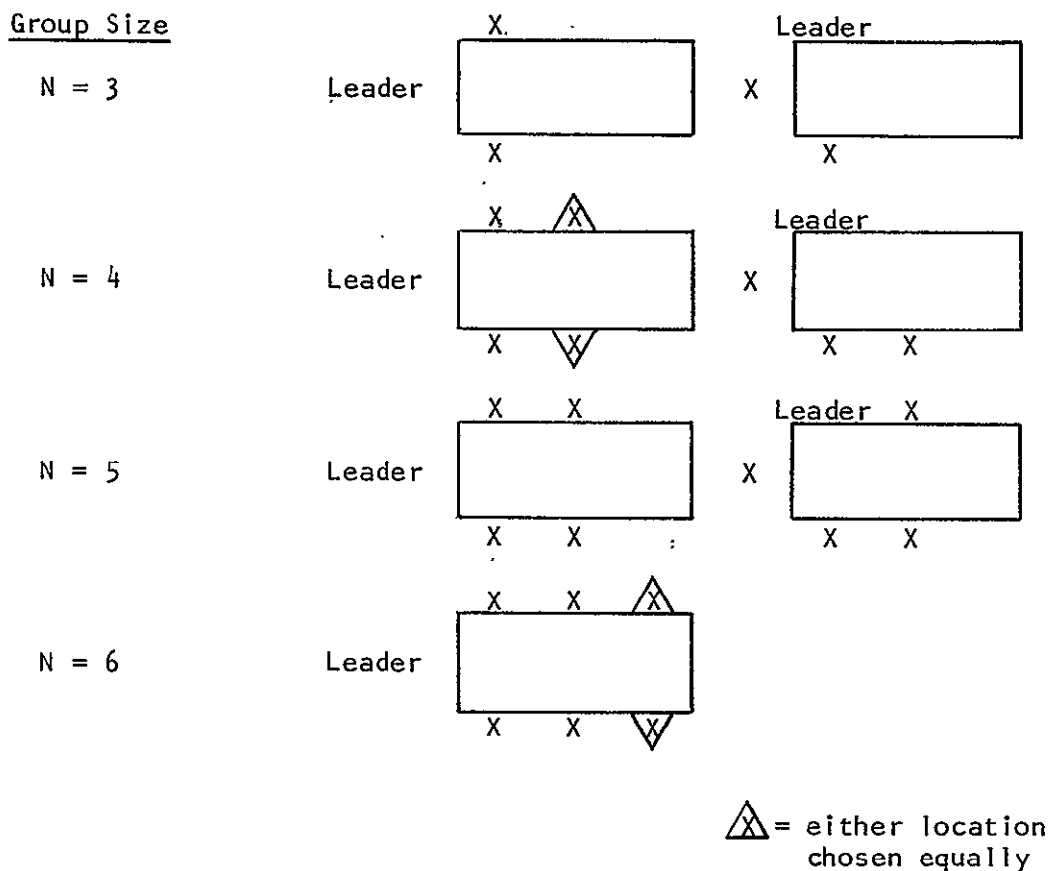 Group Size
X Leader
N = 3 Leader X
X X
X X Leader
N = 4 Leader X
X X X X
X X Leader X
N = 5 Leader X
X X X X
X X X
N = 6 Leader
X X X
X = either location
chosen equally